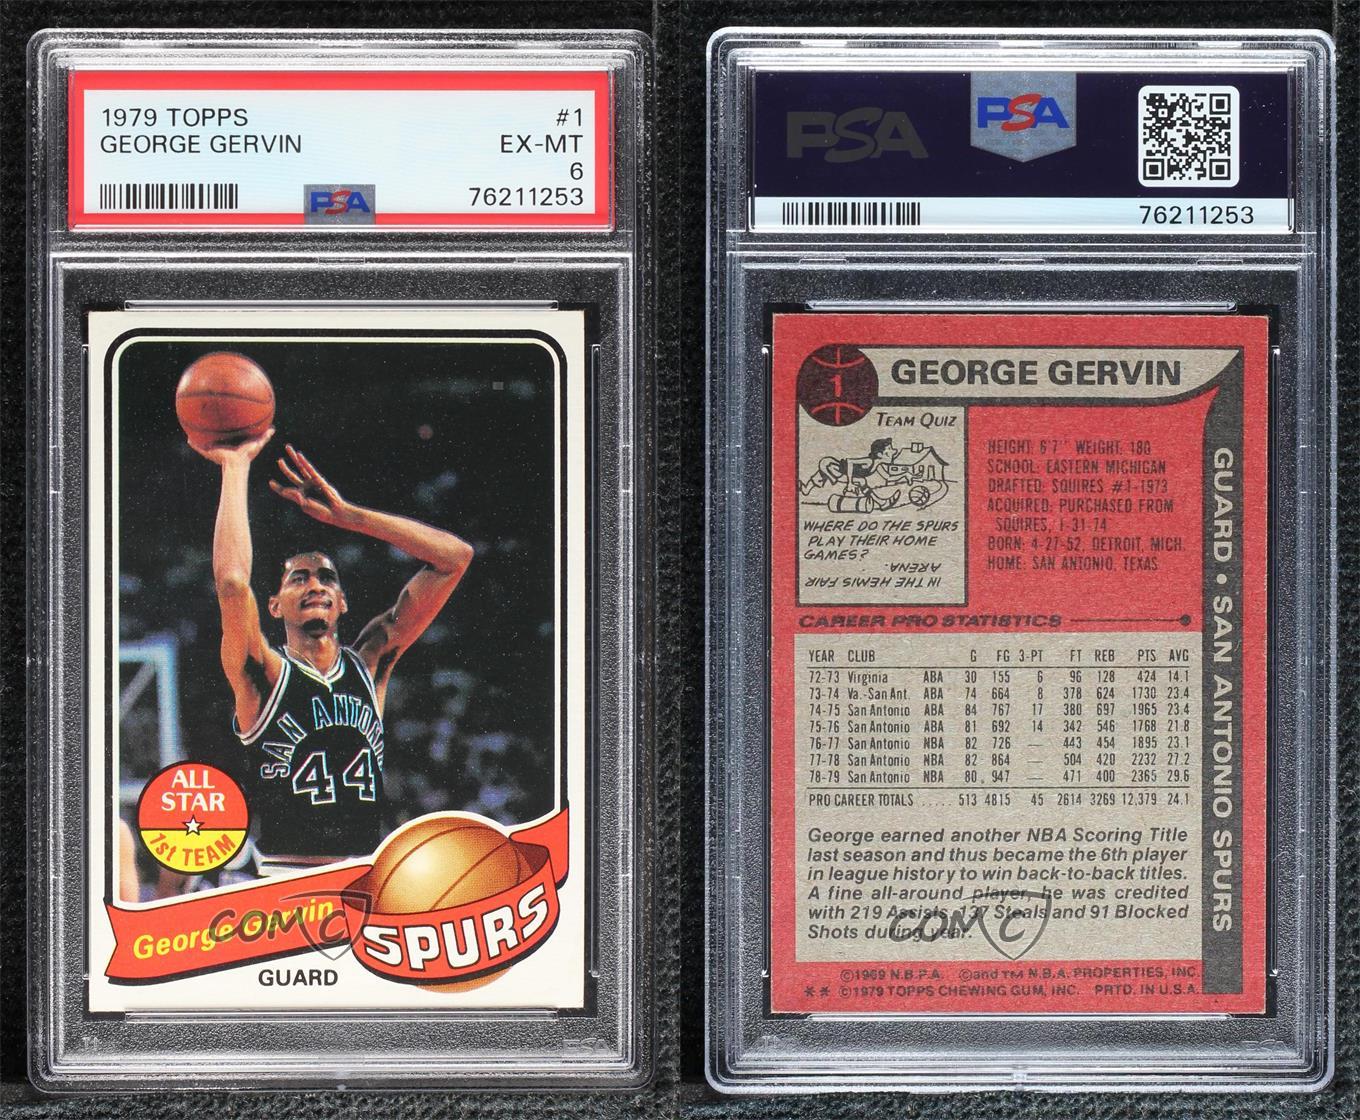 1979 TOPPS #1
GEORGE GERVIN EX-MT
6
76211253
PSA
SAN ANTONIO
44
ALL
STAR
1st TEAM
George Gervin
SPURS
GUARD
COMC
PSA
PSA
76211253
1
GEORGE GERVIN
TEAM QUIZ
WHERE DO THE SPURS
PLAY THEIR HOME
GAMES?
IN THE HEMISFAIR
ARENA.
HEIGHT: 6'7" WEIGHT: 180
SCHOOL: EASTERN MICHIGAN
DRAFTED: SQUIRES #1-1973
ACQUIRED: PURCHASED FROM
SQUIRES, 1-31-74
BORN: 4-27-52, DETROIT, MICH.
HOME: SAN ANTONIO, TEXAS
GUARD • SAN ANTONIO SPURS
CAREER PRO STATISTICS
YEAR CLUB G FG 3-PT FT REB PTS AVG
72-73 Virginia ABA 30 155 6 96 128 424 14.1
73-74 Va.-San Ant. ABA 74 664 8 378 624 1730 23.4
74-75 San Antonio ABA 84 767 17 380 697 1965 23.4
75-76 San Antonio ABA 81 692 14 342 546 1768 21.8
76-77 San Antonio NBA 82 726 — 443 454 1895 23.1
77-78 San Antonio NBA 82 864 — 504 420 2232 27.2
78-79 San Antonio NBA 80 947 — 471 400 2365 29.6
PRO CAREER TOTALS ..... 513 4815 45 2614 3269 12,379 24.1
George earned another NBA Scoring Title
last season and thus became the 6th player
in league history to win back-to-back titles.
A fine all-around player, he was credited
with 219 Assists, Steals and 91 Blocked
Shots during year.
COMC
©1969 N.B.P.A. ©and TM N.B.A. PROPERTIES, INC.
** ©1979 TOPPS CHEWING GUM, INC. PRTD. IN U.S.A.